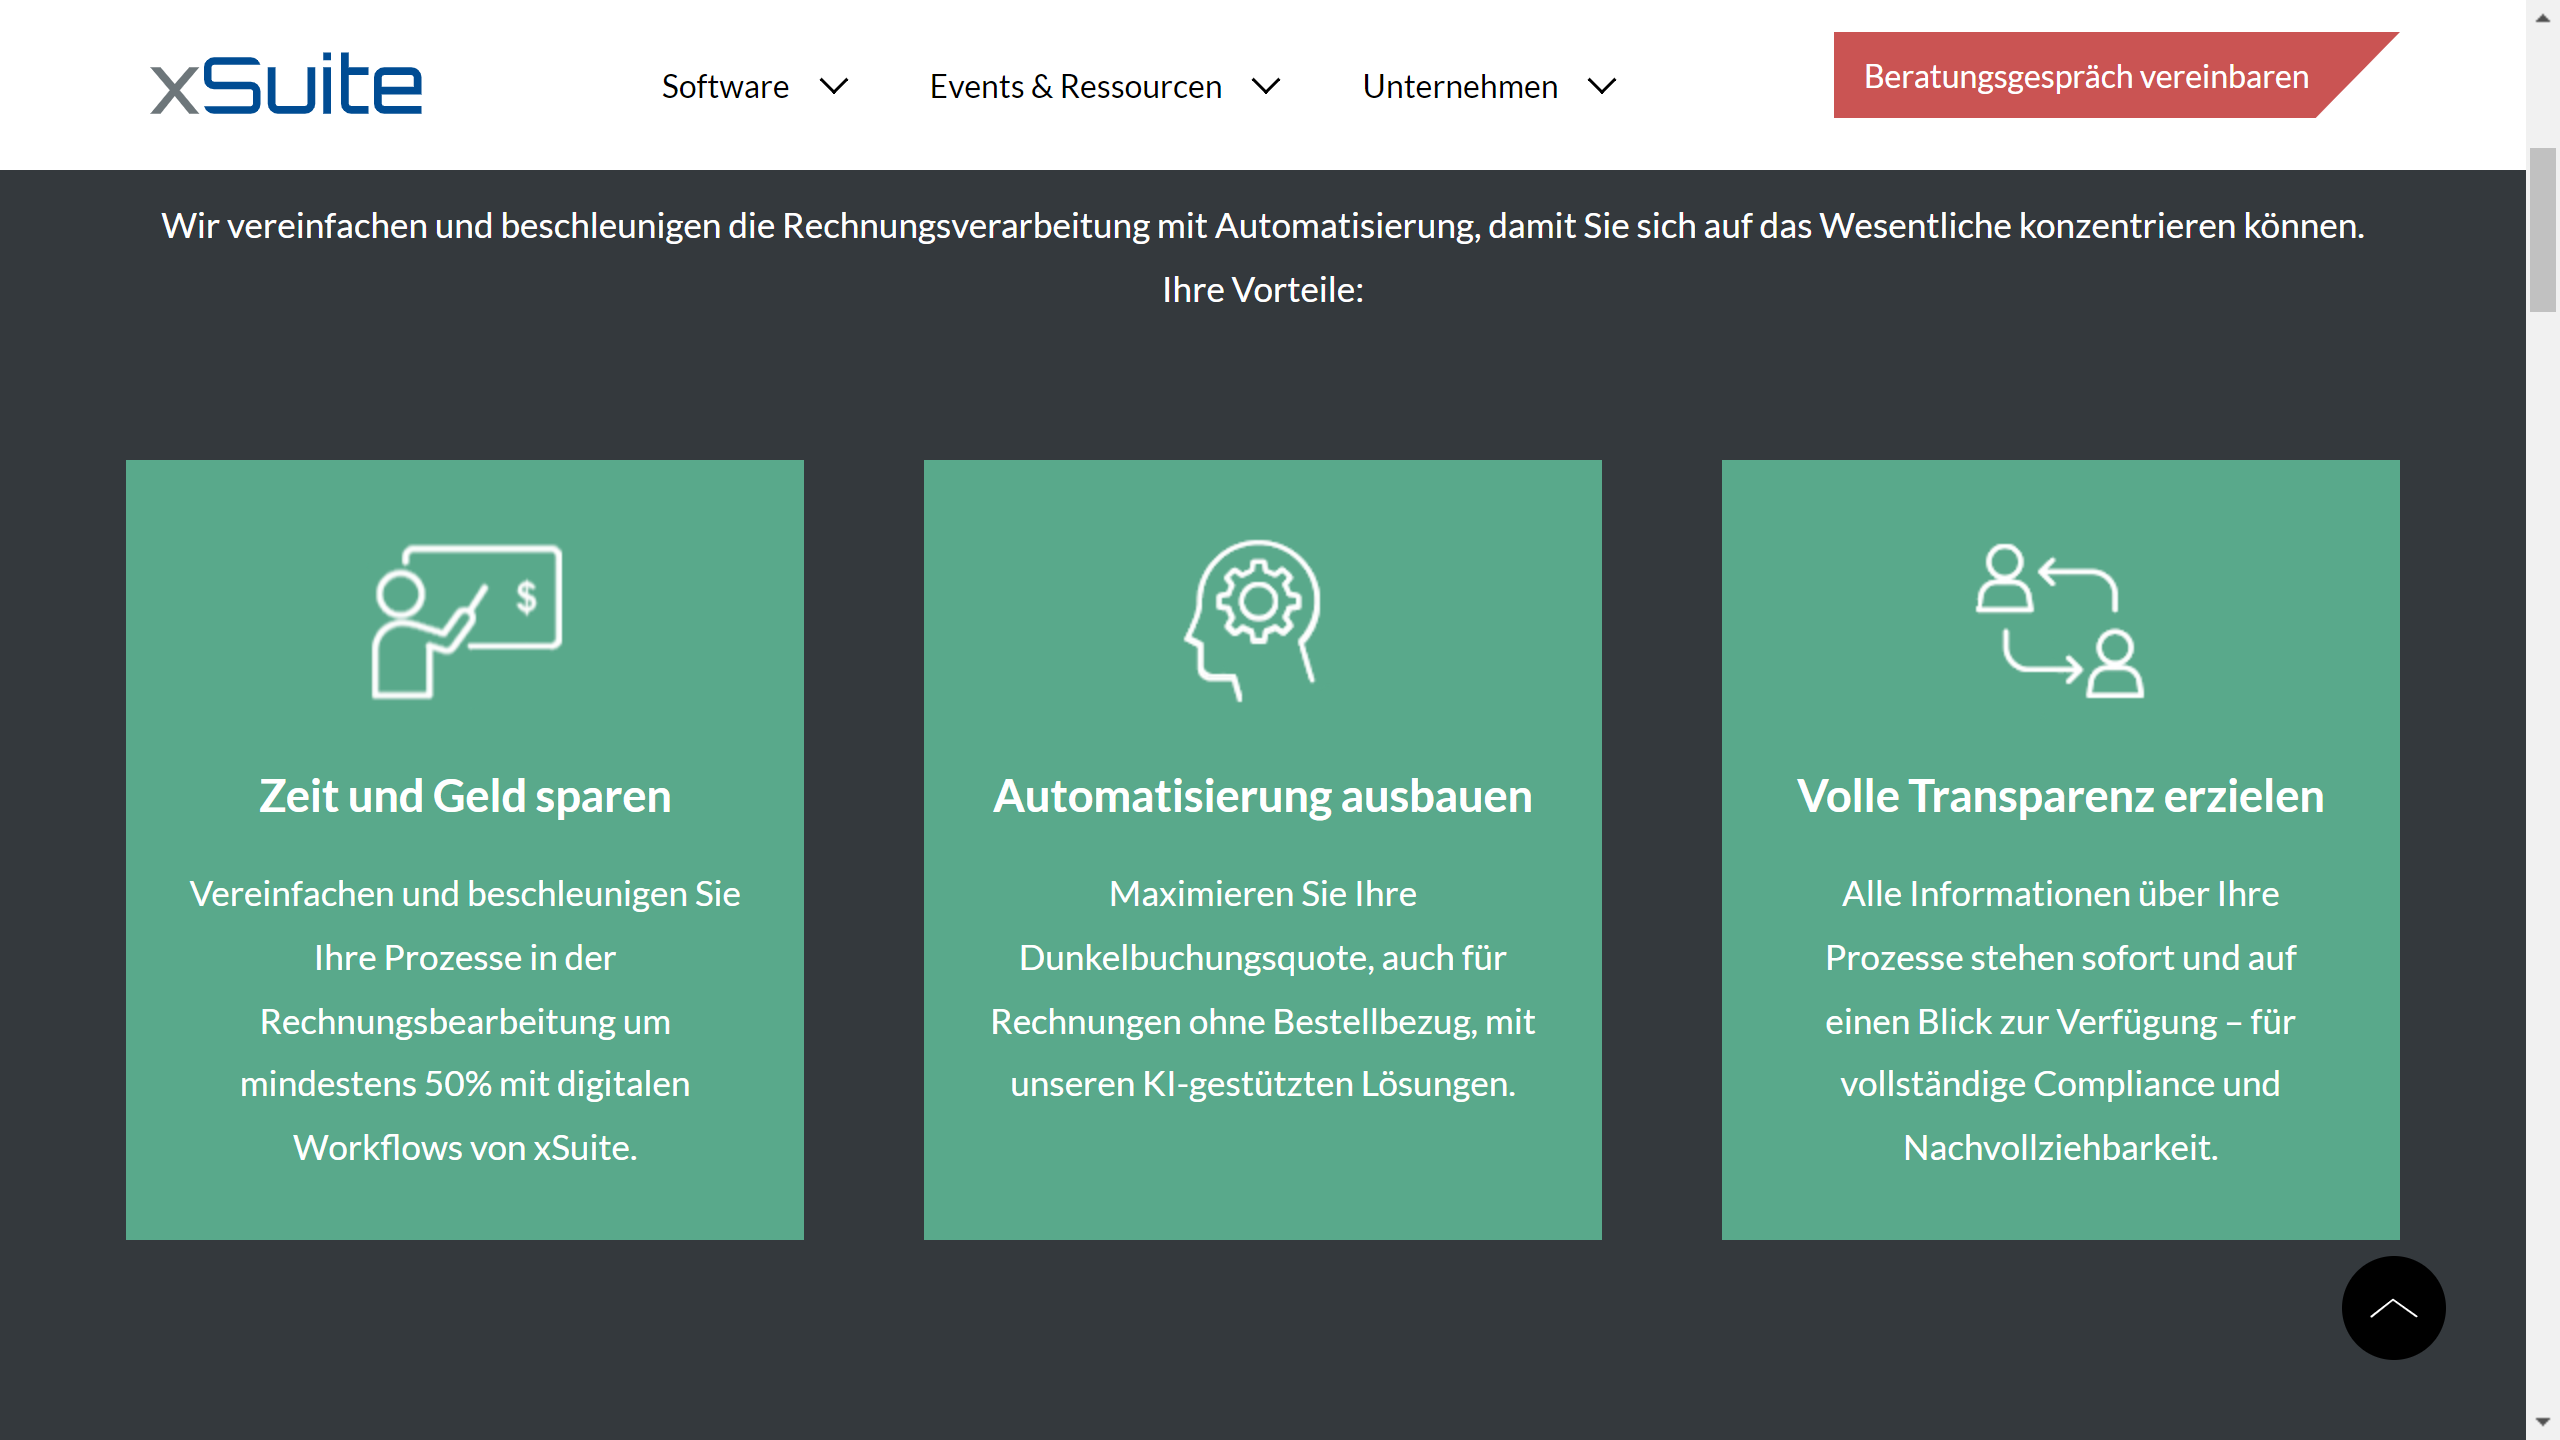 xSuite
Software
Events & Ressourcen
Unternehmen
Beratungsgespräch vereinbaren
Wir vereinfachen und beschleunigen die Rechnungsverarbeitung mit Automatisierung, damit Sie sich auf das Wesentliche konzentrieren können.
Ihre Vorteile:
$
Zeit und Geld sparen
Vereinfachen und beschleunigen Sie
Ihre Prozesse in der
Rechnungsbearbeitung um
mindestens 50% mit digitalen
Workflows von xSuite.
Automatisierung ausbauen
Maximieren Sie Ihre
Dunkelbuchungsquote, auch für
Rechnungen ohne Bestellbezug, mit
unseren KI-gestützten Lösungen.
Volle Transparenz erzielen
Alle Informationen über Ihre
Prozesse stehen sofort und auf
einen Blick zur Verfügung – für
vollständige Compliance und
Nachvollziehbarkeit.